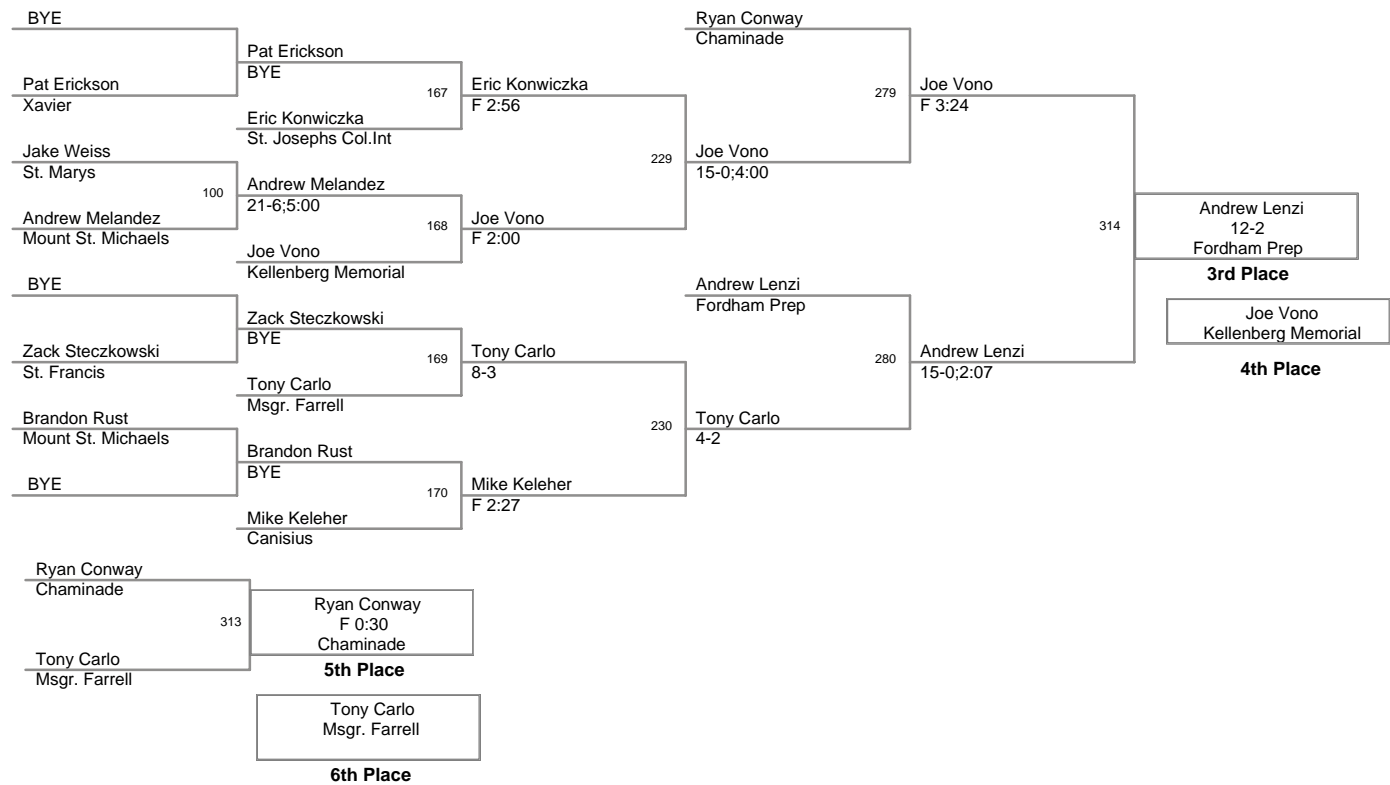 BYE
Pat Erickson
Xavier
Jake Weiss
St. Marys
100
Andrew Melandez
Mount St. Michaels
BYE
Zack Steczkowski
St. Francis
Brandon Rust
Mount St. Michaels
BYE
Pat Erickson
BYE
167
Eric Konwiczka
St. Josephs Col.Int
Andrew Melandez
21-6;5:00
168
Joe Vono
Kellenberg Memorial
Zack Steczkowski
BYE
169
Tony Carlo
Msgr. Farrell
Brandon Rust
BYE
170
Mike Keleher
Canisius
Eric Konwiczka
F 2:56
229
Joe Vono
F 2:00
Tony Carlo
8-3
230
Mike Keleher
F 2:27
Ryan Conway
Chaminade
279
Joe Vono
15-0;4:00
Andrew Lenzi
Fordham Prep
280
Tony Carlo
4-2
Joe Vono
F 3:24
314
Andrew Lenzi
15-0;2:07
Andrew Lenzi
12-2
Fordham Prep
3rd Place
Joe Vono
Kellenberg Memorial
4th Place
Ryan Conway
Chaminade
313
Tony Carlo
Msgr. Farrell
Ryan Conway
F 0:30
Chaminade
5th Place
Tony Carlo
Msgr. Farrell
6th Place